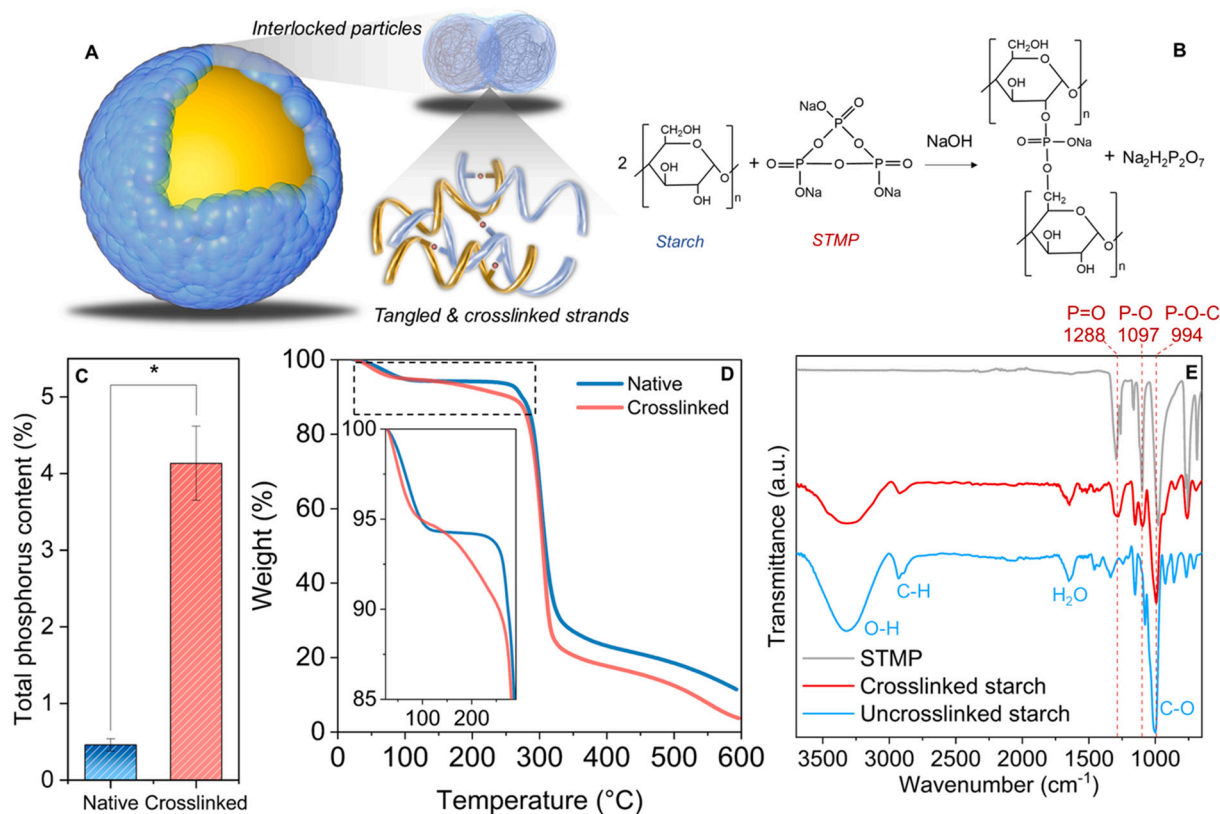 Interlocked particles
A
Tangled & crosslinked strands
B
2
CH₂OH
O
OH
OH
O
n
Starch
+
NaO
O
P
O
O
O
P
O
P
O
ONa
ONa
STMP
NaOH
CH₂OH
O
OH
O
O
n
O
P
ONa
O
CH₂
O
OH
O
OH
n
+ Na₂H₂P₂O₇
C
*
Total phosphorus content (%)
5
4
3
2
1
0
Native Crosslinked
D
Native
Crosslinked
Weight (%)
100
80
60
40
20
0
100
95
90
85
100 200
0 100 200 300 400 500 600
Temperature (°C)
P=O P-O P-O-C
1288 1097 994
E
Transmittance (a.u.)
C-H
H₂O
O-H
C-O
STMP
Crosslinked starch
Uncrosslinked starch
3500 3000 2500 2000 1500 1000
Wavenumber (cm⁻¹)